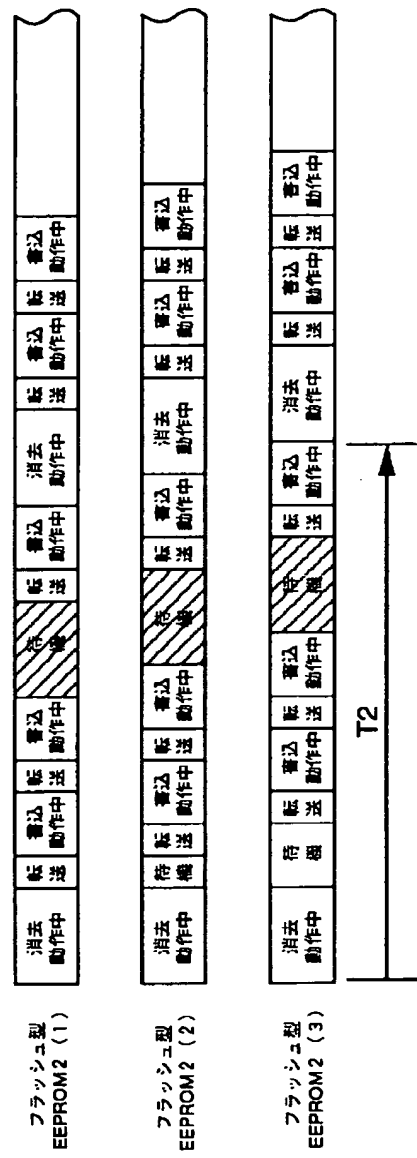 フラッシュ型
EEPROM2 (1)
消去
動作中
転
送
書込
動作中
転
送
書込
動作中
待
機
転
送
書込
動作中
消去
動作中
転
送
書込
動作中
転
送
書込
動作中
フラッシュ型
EEPROM2 (2)
消去
動作中
待
機
転
送
書込
動作中
転
送
書込
動作中
待
機
転
送
書込
動作中
消去
動作中
転
送
書込
動作中
転
送
書込
動作中
フラッシュ型
EEPROM2 (3)
消去
動作中
待
機
転
送
書込
動作中
転
送
書込
動作中
待
機
転
送
書込
動作中
消去
動作中
転
送
書込
動作中
転
送
書込
動作中
T2